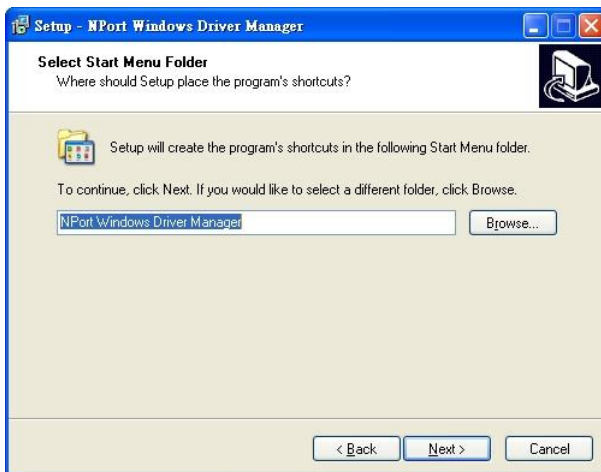 Setup - NPort Windows Driver Manager
Select Start Menu Folder
Where should Setup place the program's shortcuts?
Setup will create the program's shortcuts in the following Start Menu folder.
To continue, click Next. If you would like to select a different folder, click Browse.
NPort Windows Driver Manager
Browse...
< Back
Next >
Cancel